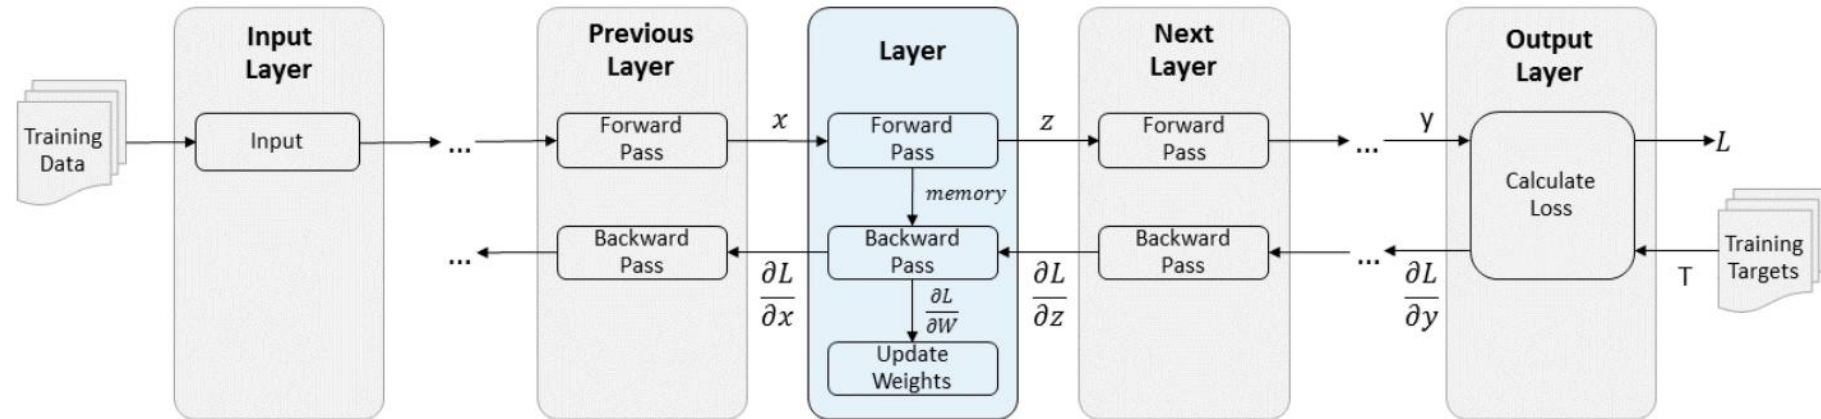 Input
Layer
Previous
Layer
Layer
Next
Layer
Output
Layer
Training
Data
Input
...
Forward
Pass
x
Forward
Pass
z
Forward
Pass
...
y
Calculate
Loss
L
memory
...
Backward
Pass
∂L
∂x
Backward
Pass
∂L
∂z
Backward
Pass
...
∂L
∂y
T
Training
Targets
∂L
∂W
Update
Weights